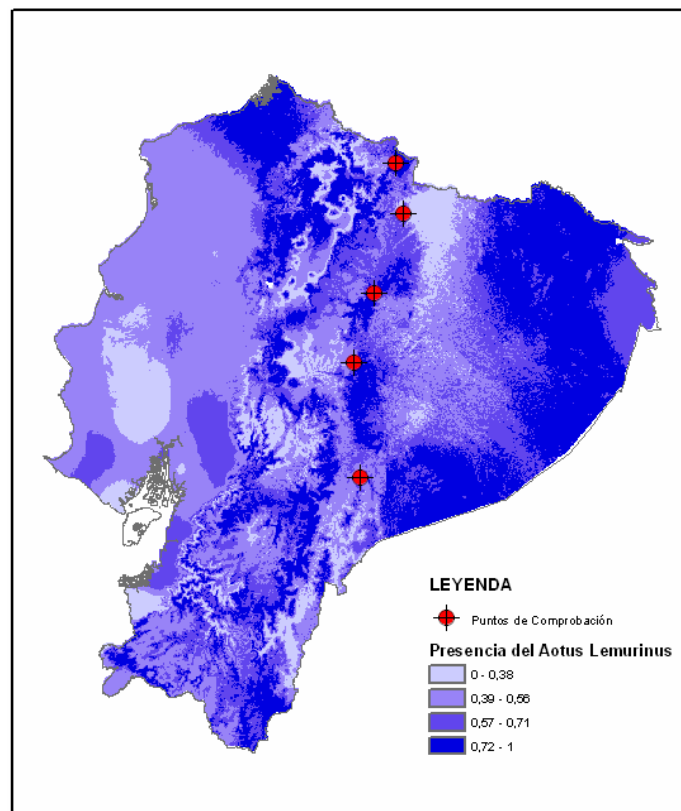 LEYENDA
Puntos de Comprobación
Presencia del Aotus Lemurinus
0 - 0,38
0,39 - 0,56
0,57 - 0,71
0,72 - 1